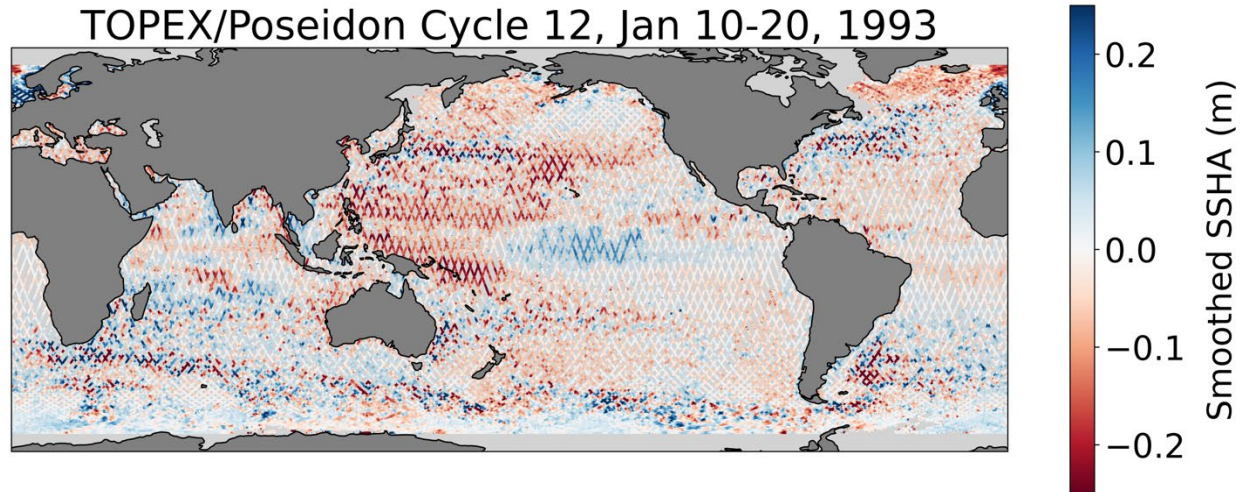 TOPEX/Poseidon Cycle 12, Jan 10-20, 1993
0.2
0.1
0.0
−0.1
−0.2
Smoothed SSHA (m)